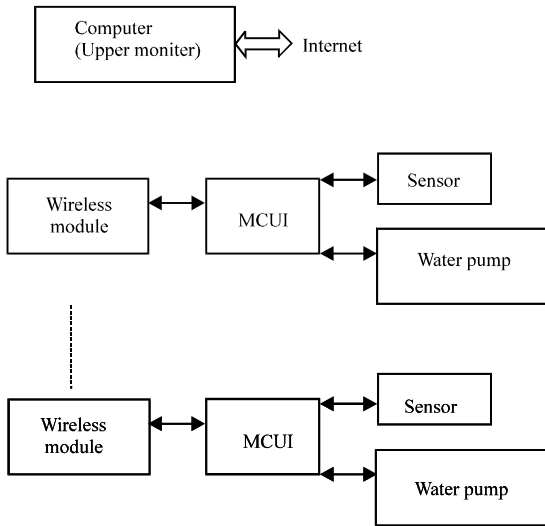 Computer
(Upper moniter)
Internet
Wireless
module
MCUI
Sensor
Water pump
Wireless
module
MCUI
Sensor
Water pump